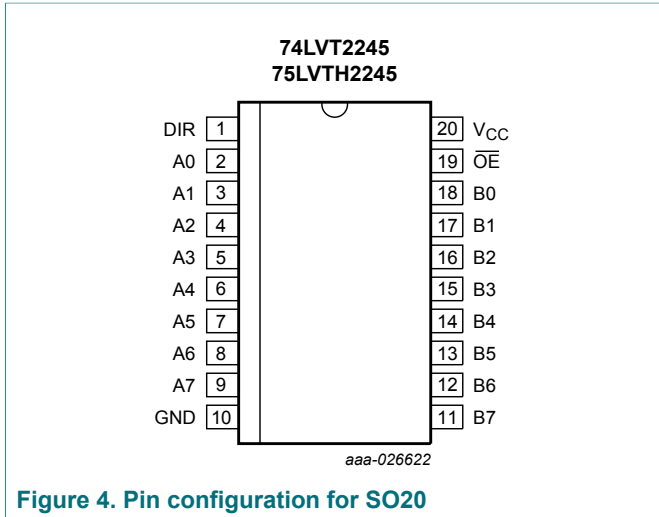 74LVT2245
75LVTH2245
DIR 1 20 VCC
A0 2 19 OE
A1 3 18 B0
A2 4 17 B1
A3 5 16 B2
A4 6 15 B3
A5 7 14 B4
A6 8 13 B5
A7 9 12 B6
GND 10 11 B7
aaa-026622
Figure 4. Pin configuration for SO20